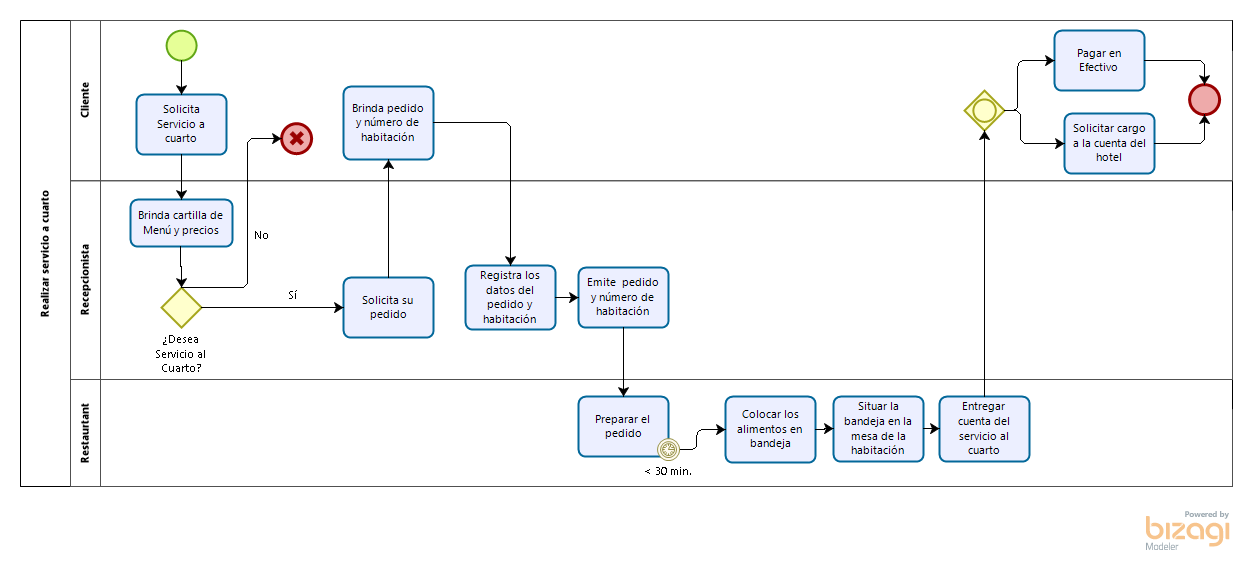 Realizar servicio a cuarto
Cliente
Solicita
Servicio a
cuarto
Brinda pedido
y número de
habitación
Pagar en
Efectivo
Solicitar cargo
a la cuenta del
hotel
Recepcionista
Brinda cartilla de
Menú y precios
No
Sí
¿Desea
Servicio al
Cuarto?
Solicita su
pedido
Registra los
datos del
pedido y
habitación
Emite pedido
y número de
habitación
Restaurtant
Preparar el
pedido
< 30 min.
Colocar los
alimentos en
bandeja
Situar la
bandeja en la
mesa de la
habitación
Entregar
cuenta del
servicio al
cuarto
Powered by
bizagi
Modeler